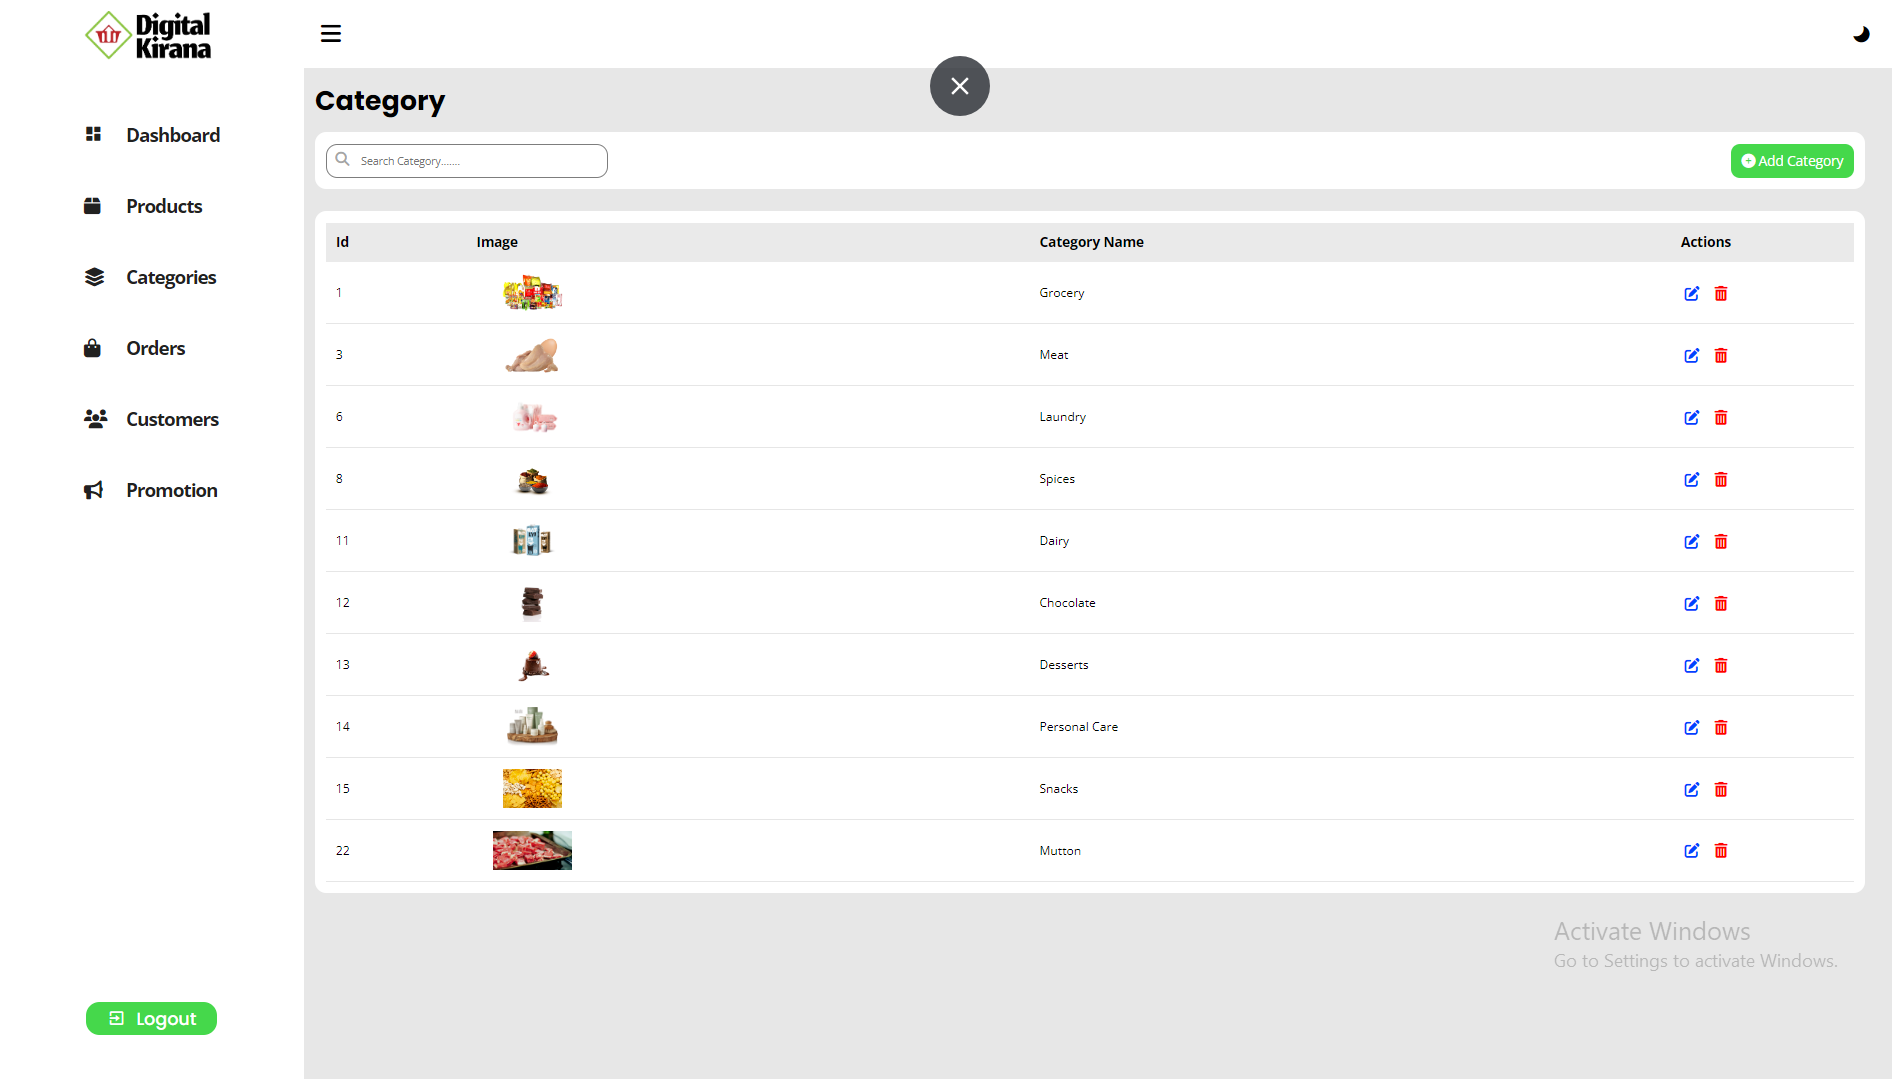 Digital
Kirana
Dashboard
Products
Categories
Orders
Customers
Promotion
Logout
Category
Search Category.......
Add Category
Id Image Category Name Actions
1 Grocery
3 Meat
6 Laundry
8 Spices
11 Dairy
12 Chocolate
13 Desserts
14 Personal Care
15 Snacks
22 Mutton
Activate Windows
Go to Settings to activate Windows.